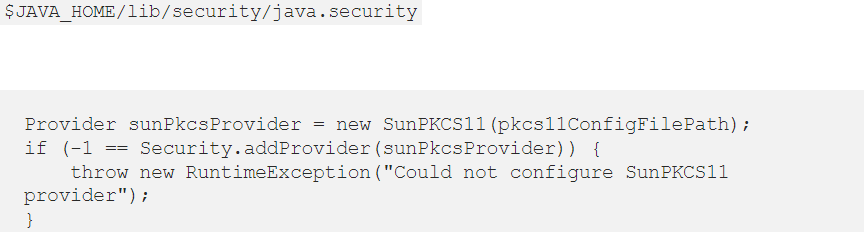 $JAVA_HOME/lib/security/java.security
Provider sunPkcsProvider = new SunPKCS11(pkcs11ConfigFilePath);
if (-1 == Security.addProvider(sunPkcsProvider)) {
    throw new RuntimeException("Could not configure SunPKCS11
provider");
}